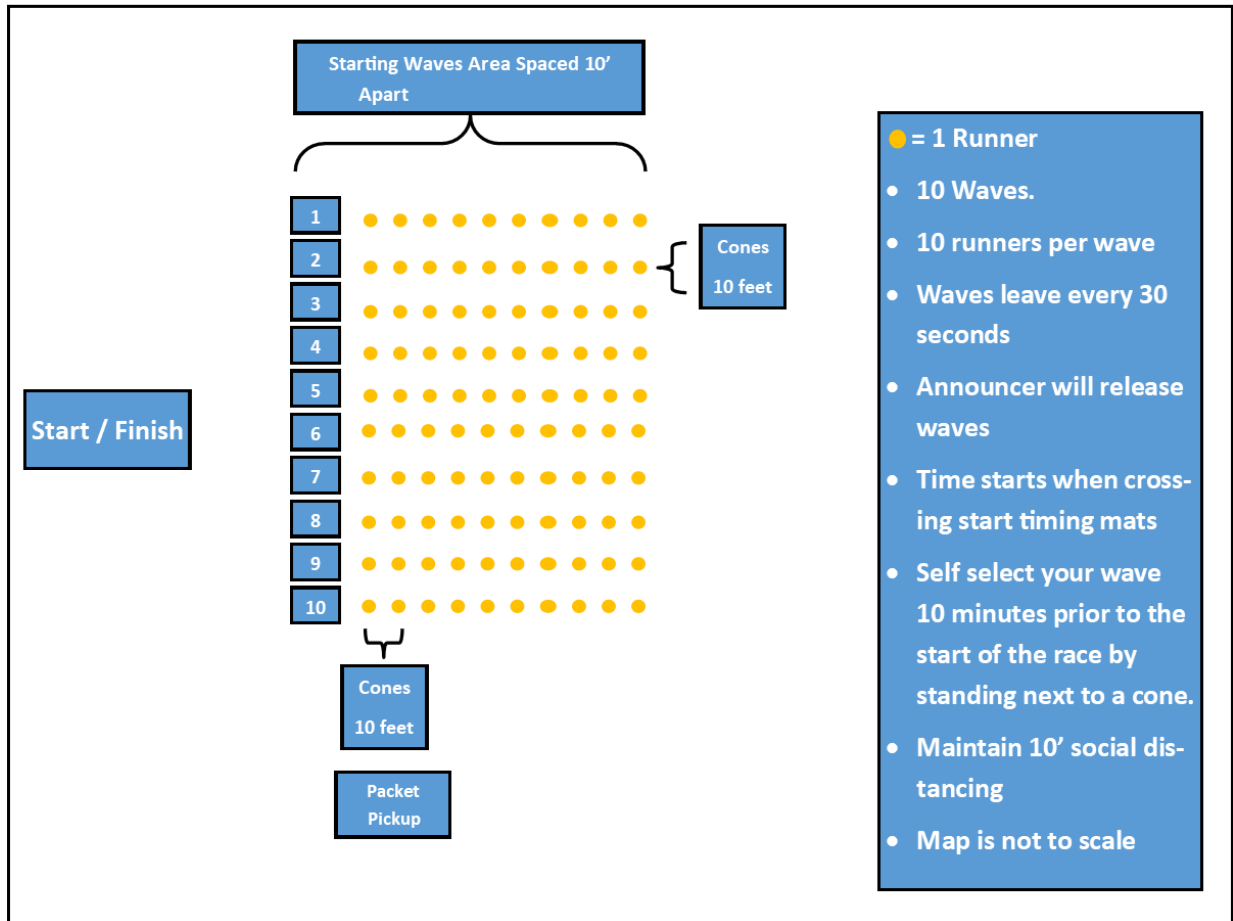 Starting Waves Area Spaced 10’
Apart
1
2
3
4
5
6
7
8
9
10
Cones
10 feet
Start / Finish
Cones
10 feet
Packet
Pickup
= 1 Runner
• 10 Waves.
• 10 runners per wave
• Waves leave every 30
seconds
• Announcer will release
waves
• Time starts when cross-
ing start timing mats
• Self select your wave
10 minutes prior to the
start of the race by
standing next to a cone.
• Maintain 10’ social dis-
tancing
• Map is not to scale